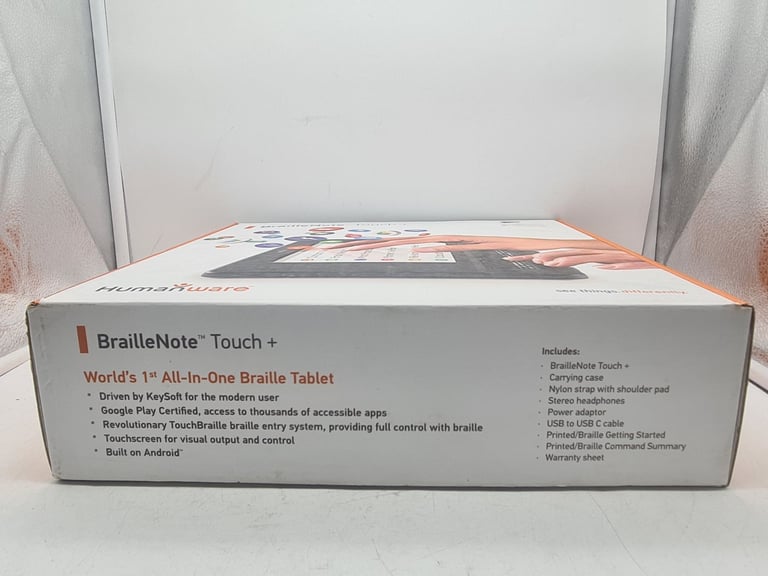 BrailleNote Touch
HumanWare
see things. differently.
BrailleNote™ Touch +
World's 1st All-In-One Braille Tablet
• Driven by KeySoft for the modern user
• Google Play Certified, access to thousands of accessible apps
• Revolutionary TouchBraille braille entry system, providing full control with braille
• Touchscreen for visual output and control
• Built on Android™
Includes:
· BrailleNote Touch +
· Carrying case
· Nylon strap with shoulder pad
· Stereo headphones
· Power adaptor
· USB to USB C cable
· Printed/Braille Getting Started
· Printed/Braille Command Summary
· Warranty sheet